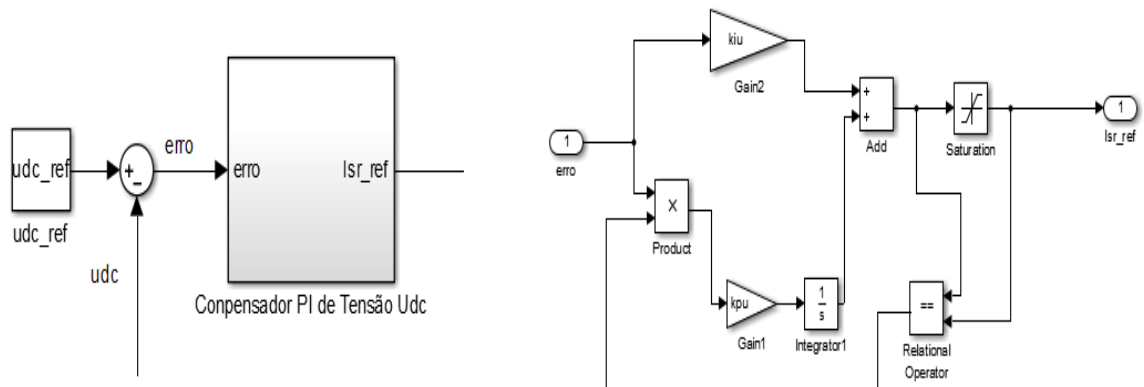 udc_ref
udc_ref
erro
udc
erro
Isr_ref
Conpensador PI de Tensão Udc
1
erro
kiu
Gain2
×
Product
kpu
Gain1
1
s
Integrator1
+
+
Add
Saturation
1
Isr_ref
==
Relational
Operator
+
-